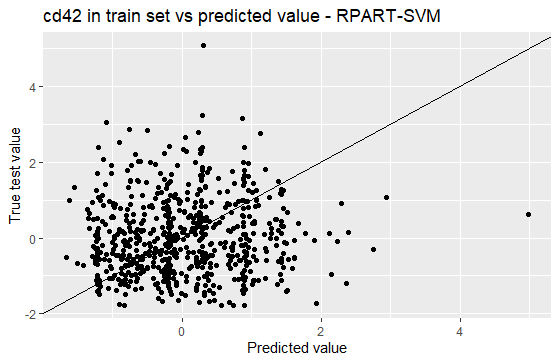 cd42 in train set vs predicted value - RPART-SVM
True test value
4
2
0
-2
0
2
4
Predicted value